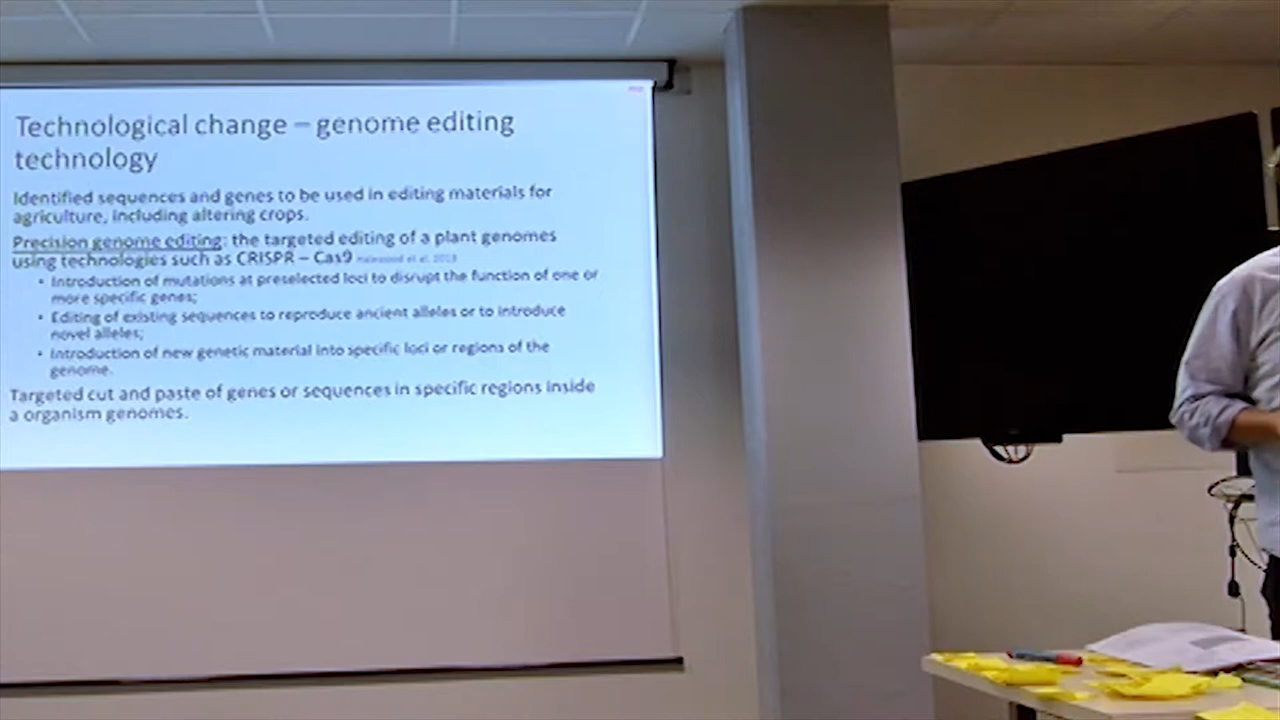 Technological change – genome editing
technology
Identified sequences and genes to be used in editing materials for
agriculture, including altering crops.
Precision genome editing: the targeted editing of a plant genomes
using technologies such as CRISPR – Cas9 et al. 2018
• Introduction of mutations at preselected loci to disrupt the function of one or
more specific genes;
• Editing of existing sequences to reproduce ancient alleles or to introduce
novel alleles;
• Introduction of new genetic material into specific loci or regions of the
genome.
Targeted cut and paste of genes or sequences in specific regions inside
a organism genomes.